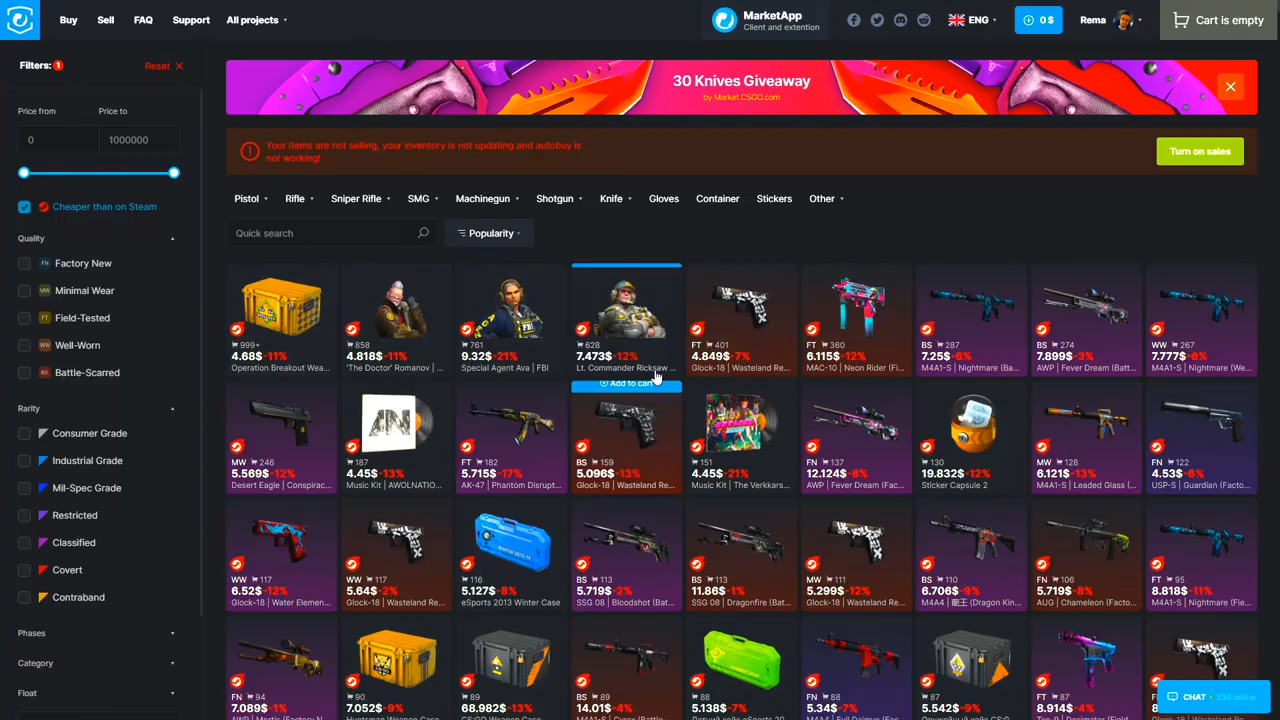 Buy Sell FAQ Support All projects
MarketApp
Client and extention
ENG
0 $
Rema
Cart is empty
Filters: 1
Reset
Price from Price to
0 1000000
Cheaper than on Steam
Quality
FN Factory New
MW Minimal Wear
FT Field-Tested
WW Well-Worn
BS Battle-Scarred
Rarity
Consumer Grade
Industrial Grade
Mil-Spec Grade
Restricted
Classified
Covert
Contraband
Phases
Category
Float
30 Knives Giveaway
by Market.CSGO.com
Your items are not selling, your inventory is not updating and autobuy is
not working!
Turn on sales
Pistol Rifle Sniper Rifle SMG Machinegun Shotgun Knife Gloves Container Stickers Other
Quick search
Popularity
999+
4.68$-11%
Operation Breakout Wea...
858
4.818$-11%
'The Doctor' Romanov | ...
761
9.32$-21%
Special Agent Ava | FBI
628
7.473$-12%
Lt. Commander Ricksaw ...
Add to cart
FT 401
4.849$-7%
Glock-18 | Wasteland Re...
FT 360
6.115$-12%
MAC-10 | Neon Rider (Fi...
BS 287
7.25$-6%
M4A1-S | Nightmare (Ba...
BS 274
7.899$-3%
AWP | Fever Dream (Batt...
WW 267
7.777$-6%
M4A1-S | Nightmare (We...
MW 246
5.569$-12%
Desert Eagle | Conspirac...
187
4.45$-13%
Music Kit | AWOLNATIO...
FT 182
5.715$-17%
AK-47 | Phantom Disrupt...
BS 159
5.096$-13%
Glock-18 | Wasteland Re...
151
4.45$-21%
Music Kit | The Verkkars...
FN 137
12.124$-8%
AWP | Fever Dream (Fac...
130
19.832$-12%
Sticker Capsule 2
MW 128
6.121$-13%
M4A1-S | Leaded Glass (...
FN 122
4.53$-6%
USP-S | Guardian (Facto...
WW 117
6.52$-12%
Glock-18 | Water Elemen...
WW 117
5.64$-2%
Glock-18 | Wasteland Re...
116
5.127$-8%
eSports 2013 Winter Case
BS 113
5.719$-2%
SSG 08 | Bloodshot (Bat...
BS 113
11.86$-1%
SSG 08 | Dragonfire (Bat...
MW 111
5.299$-12%
Glock-18 | Wasteland Re...
BS 110
6.706$-9%
M4A4 | 龍王 (Dragon Kin...
FN 106
5.719$-8%
AUG | Chameleon (Facto...
FT 95
8.818$-11%
M4A1-S | Nightmare (Fie...
FN 94
7.089$-1%
90
7.052$-9%
89
68.982$-13%
BS 89
14.01$-4%
88
5.138$-7%
FN 88
5.34$-7%
87
5.542$-9%
FT 87
CHAT 336 online